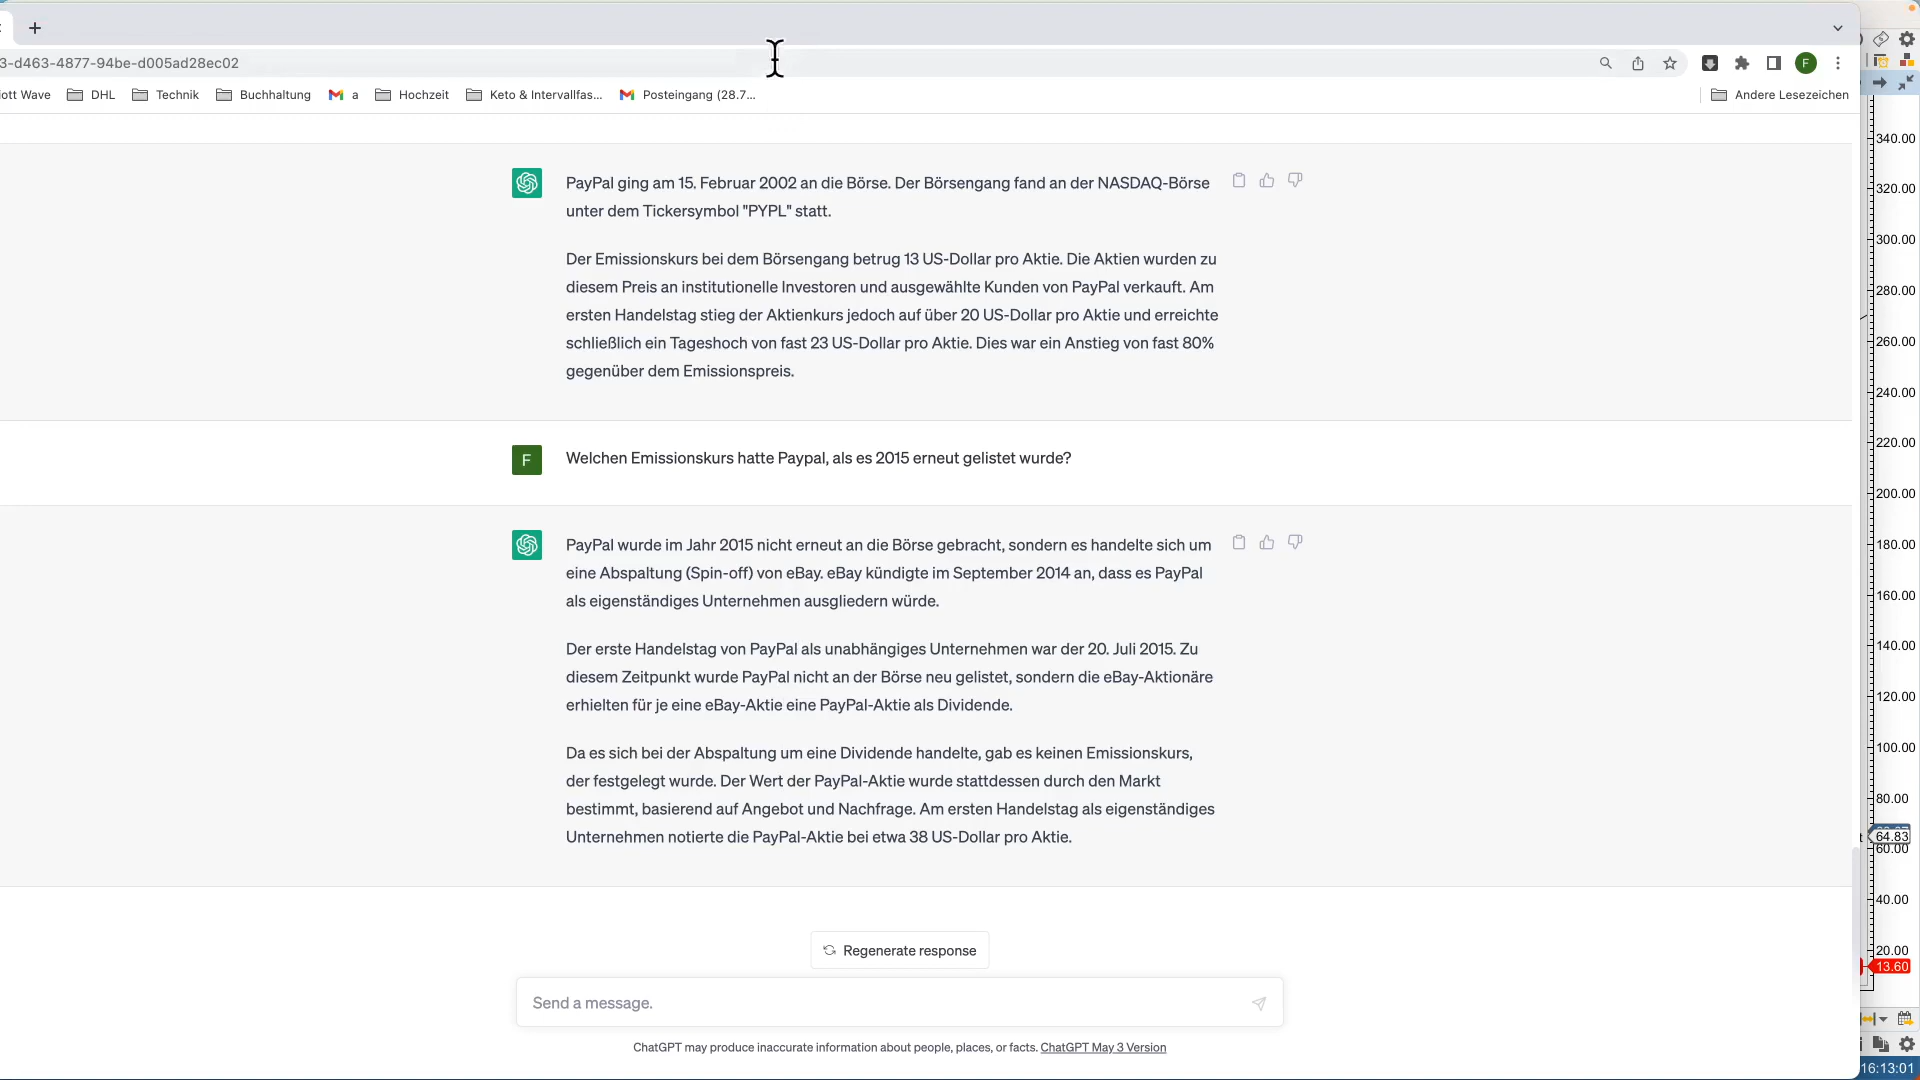 3-d463-4877-94be-d005ad28ec02
F
iott Wave DHL Technik Buchhaltung a Hochzeit Keto & Intervallfas... Posteingang (28.7... Andere Lesezeichen
PayPal ging am 15. Februar 2002 an die Börse. Der Börsengang fand an der NASDAQ-Börse
unter dem Tickersymbol "PYPL" statt.
Der Emissionskurs bei dem Börsengang betrug 13 US-Dollar pro Aktie. Die Aktien wurden zu
diesem Preis an institutionelle Investoren und ausgewählte Kunden von PayPal verkauft. Am
ersten Handelstag stieg der Aktienkurs jedoch auf über 20 US-Dollar pro Aktie und erreichte
schließlich ein Tageshoch von fast 23 US-Dollar pro Aktie. Dies war ein Anstieg von fast 80%
gegenüber dem Emissionspreis.
F
Welchen Emissionskurs hatte Paypal, als es 2015 erneut gelistet wurde?
PayPal wurde im Jahr 2015 nicht erneut an die Börse gebracht, sondern es handelte sich um
eine Abspaltung (Spin-off) von eBay. eBay kündigte im September 2014 an, dass es PayPal
als eigenständiges Unternehmen ausgliedern würde.
Der erste Handelstag von PayPal als unabhängiges Unternehmen war der 20. Juli 2015. Zu
diesem Zeitpunkt wurde PayPal nicht an der Börse neu gelistet, sondern die eBay-Aktionäre
erhielten für je eine eBay-Aktie eine PayPal-Aktie als Dividende.
Da es sich bei der Abspaltung um eine Dividende handelte, gab es keinen Emissionskurs,
der festgelegt wurde. Der Wert der PayPal-Aktie wurde stattdessen durch den Markt
bestimmt, basierend auf Angebot und Nachfrage. Am ersten Handelstag als eigenständiges
Unternehmen notierte die PayPal-Aktie bei etwa 38 US-Dollar pro Aktie.
Regenerate response
Send a message.
ChatGPT may produce inaccurate information about people, places, or facts. ChatGPT May 3 Version
340.00
320.00
300.00
280.00
260.00
240.00
220.00
200.00
180.00
160.00
140.00
120.00
100.00
80.00
64.83
60.00
40.00
20.00
13.60
16:13:01